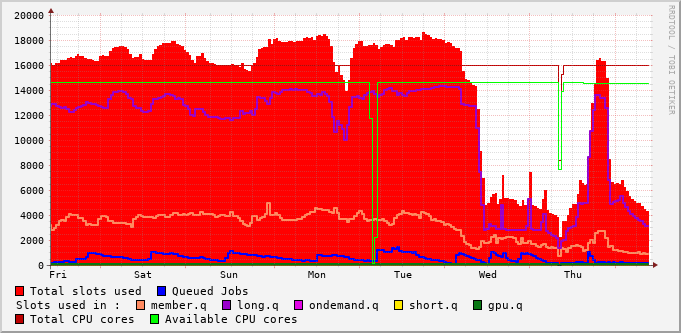 20000
18000
16000
14000
12000
10000
8000
6000
4000
2000
0
Fri Sat Sun Mon Tue Wed Thu
RRDTOOL / TOBI OETIKER
Total slots used Queued Jobs
Slots used in : member.q long.q ondemand.q short.q gpu.q
Total CPU cores Available CPU cores